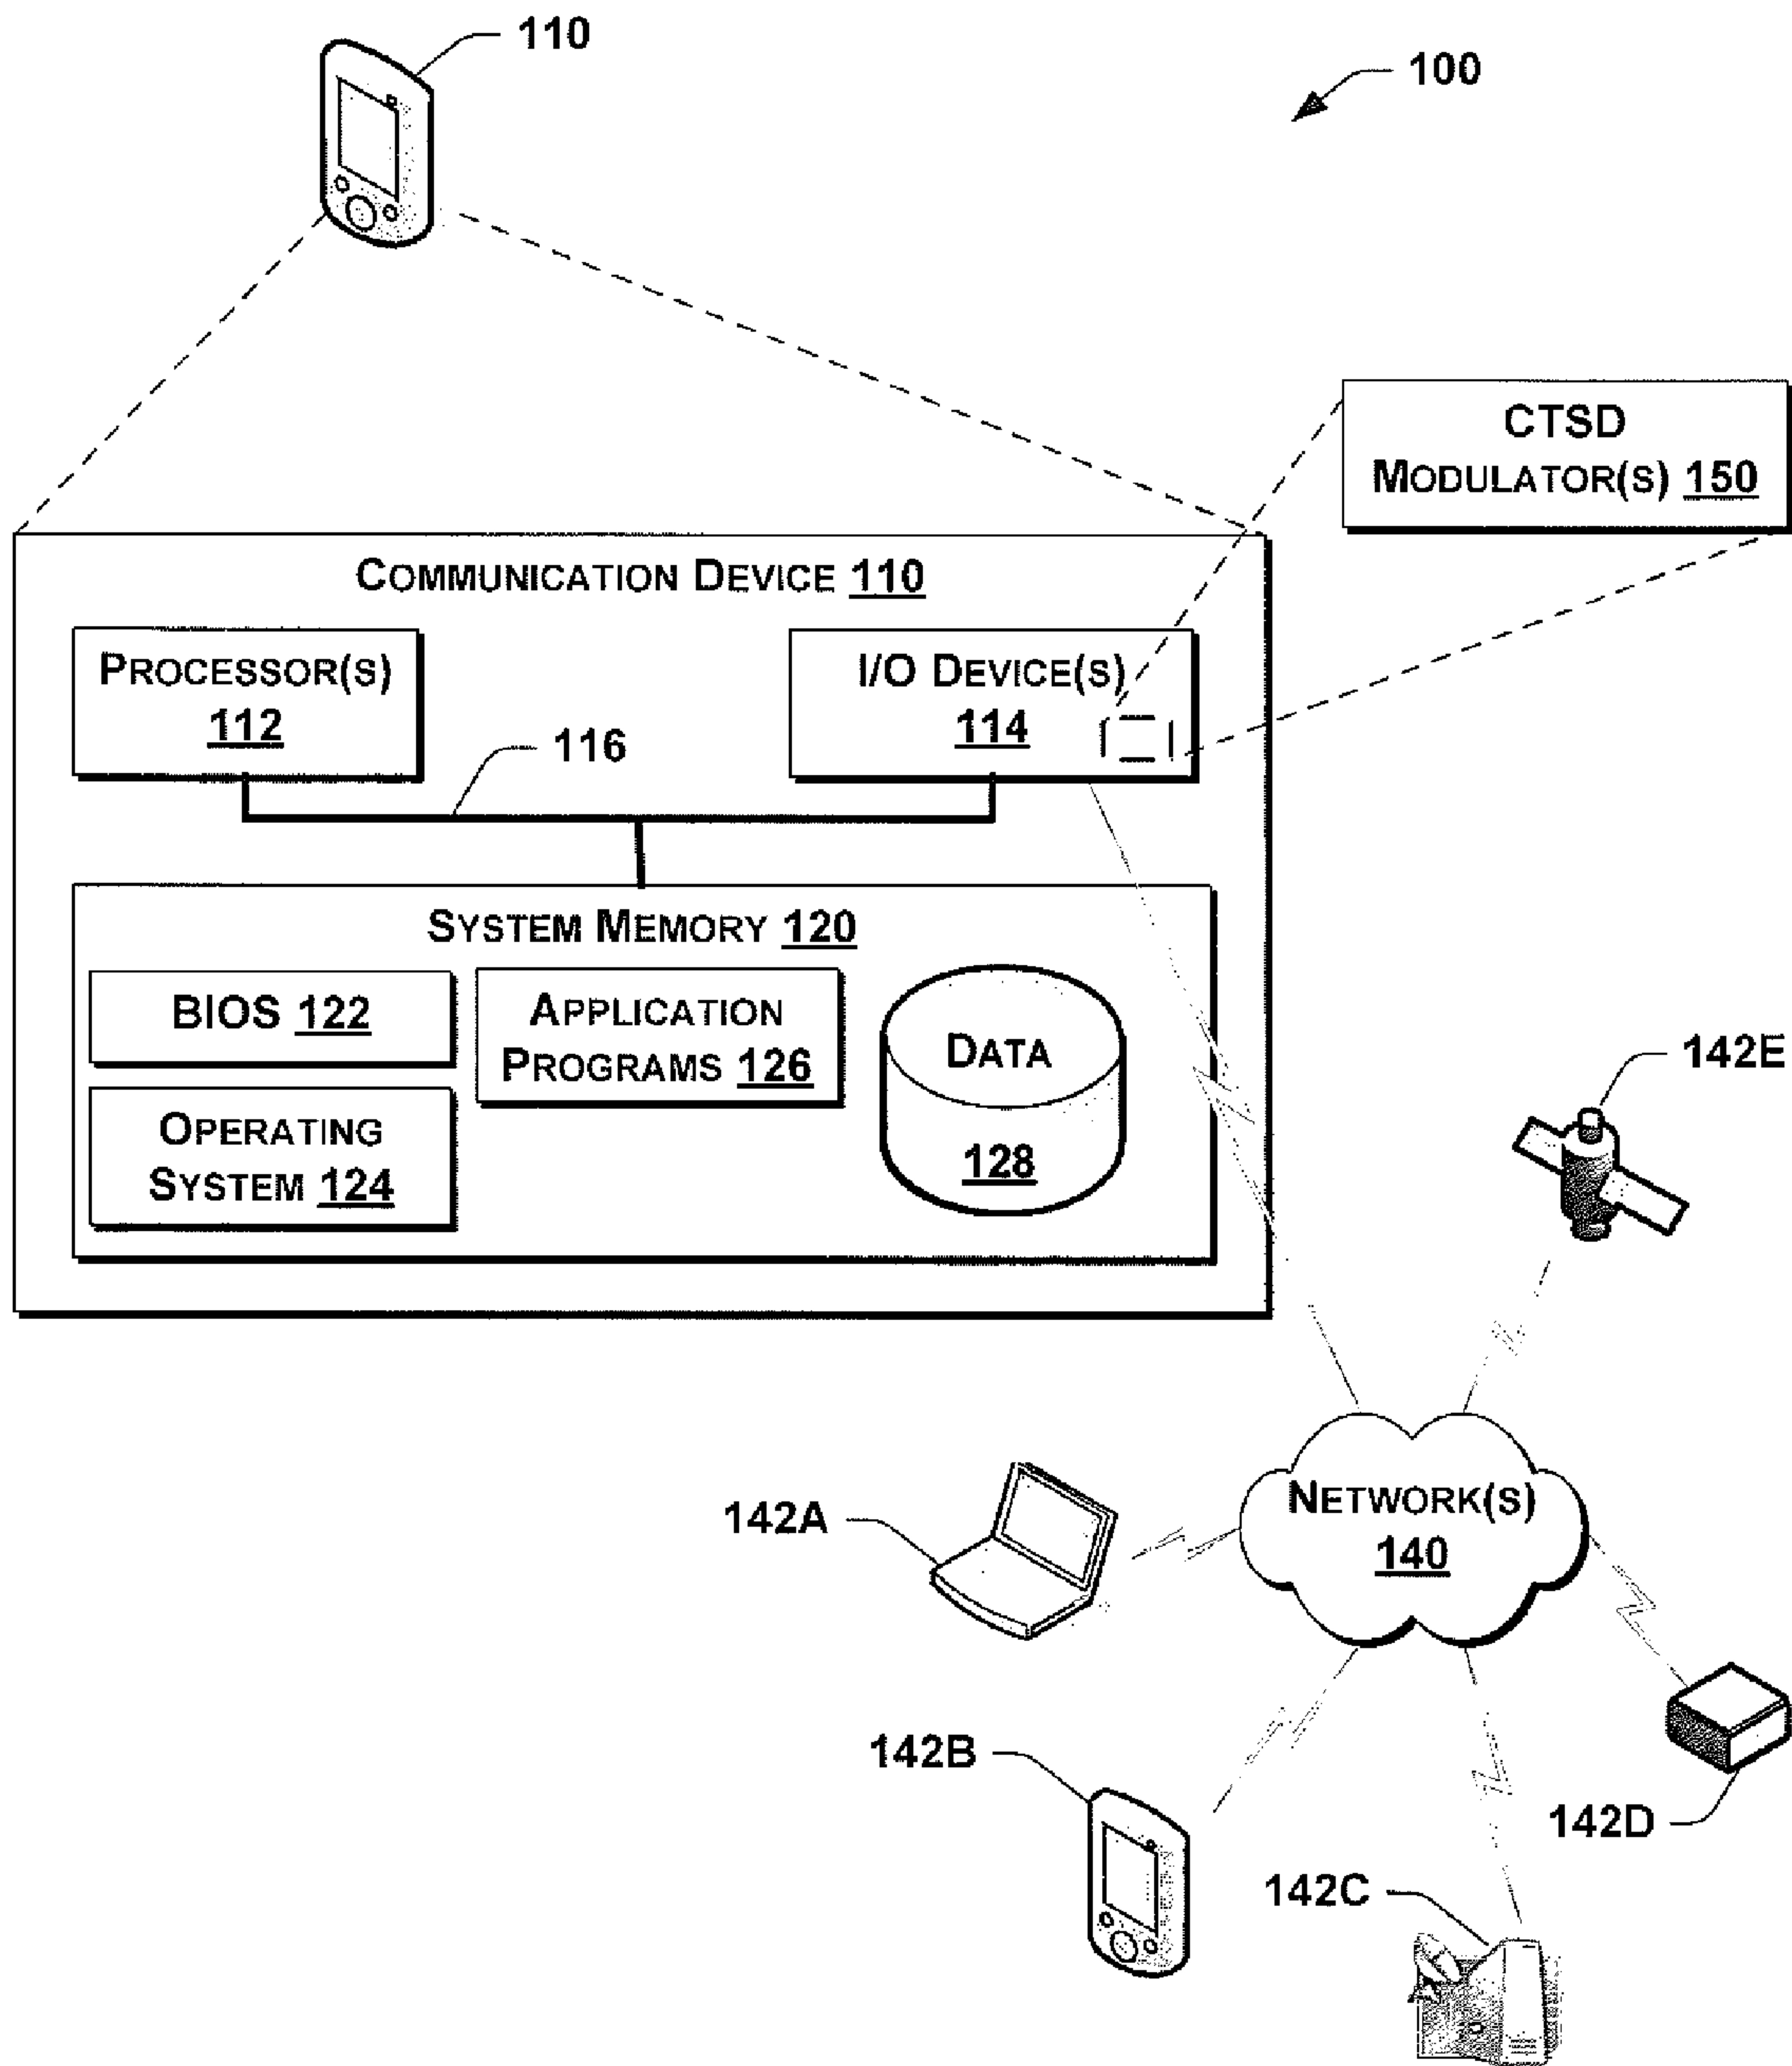 110
100
CTSD
MODULATOR(S) 150
COMMUNICATION DEVICE 110
PROCESSOR(S)
112
I/O DEVICE(S)
114
116
SYSTEM MEMORY 120
BIOS 122
APPLICATION
PROGRAMS 126
OPERATING
SYSTEM 124
DATA
128
142E
NETWORK(S)
140
142A
142B
142D
142C